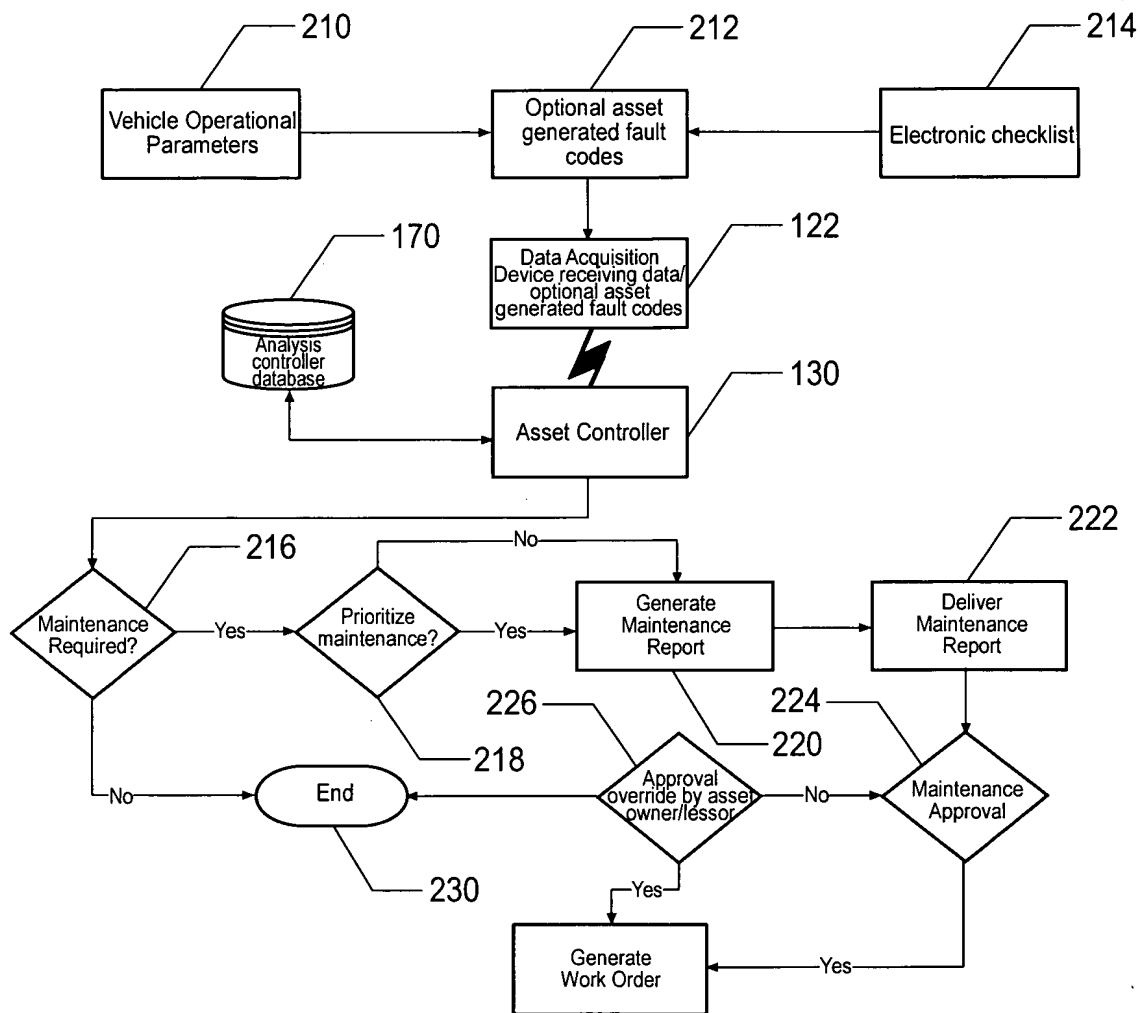 210
212
214
Vehicle Operational
Parameters
Optional asset
generated fault
codes
Electronic checklist
170
122
Data Acquisition
Device receiving data/
optional asset
generated fault codes
Analysis
controller
database
130
Asset Controller
216
No
222
Maintenance
Required?
Yes
Prioritize
maintenance?
Yes
Generate
Maintenance
Report
Deliver
Maintenance
Report
226
224
218
220
No
End
Approval
override by asset
owner/lessor
No
Maintenance
Approval
230
Yes
Generate
Work Order
Yes